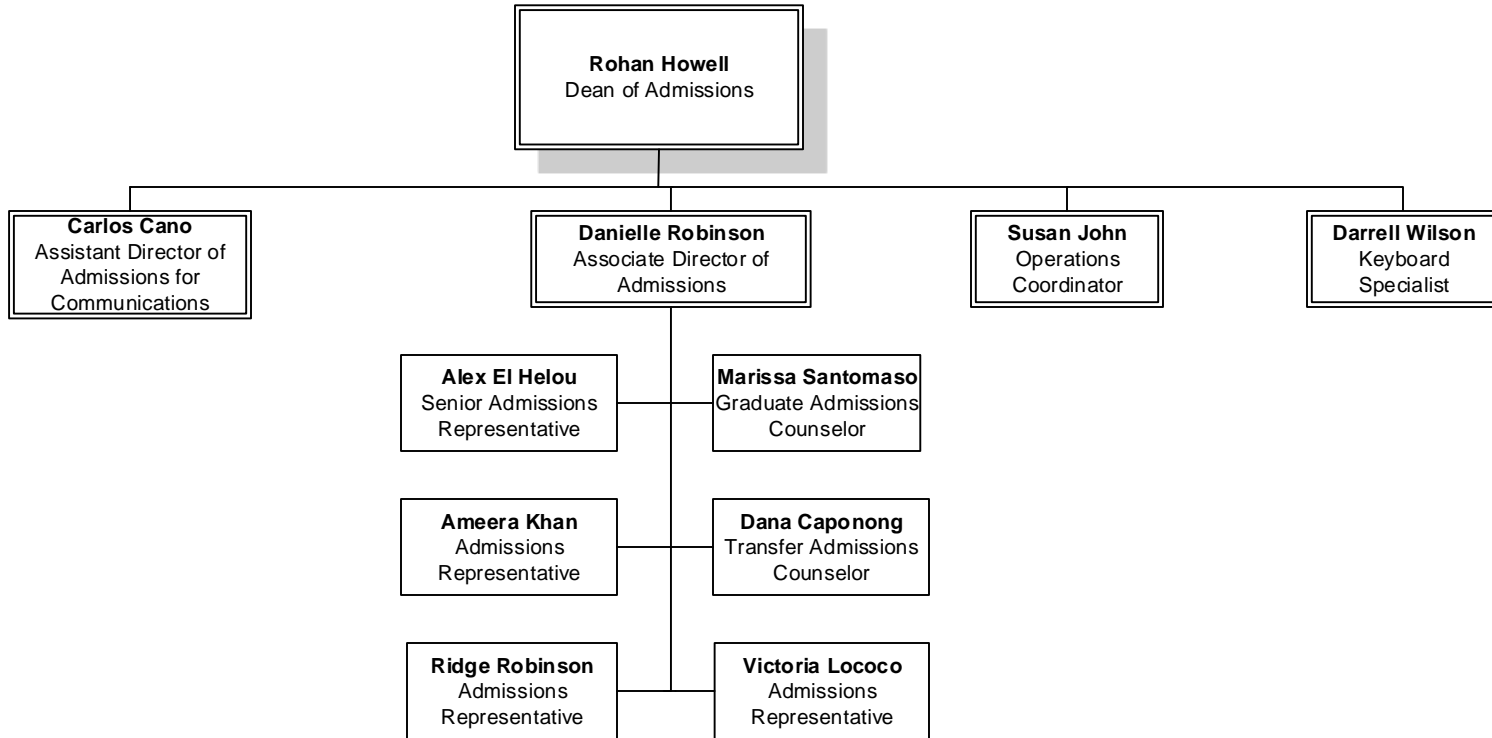 Rohan Howell
Dean of Admissions
Carlos Cano
Assistant Director of
Admissions for
Communications
Danielle Robinson
Associate Director of
Admissions
Susan John
Operations
Coordinator
Darrell Wilson
Keyboard
Specialist
Alex El Helou
Senior Admissions
Representative
Marissa Santomaso
Graduate Admissions
Counselor
Ameera Khan
Admissions
Representative
Dana Caponong
Transfer Admissions
Counselor
Ridge Robinson
Admissions
Representative
Victoria Lococo
Admissions
Representative